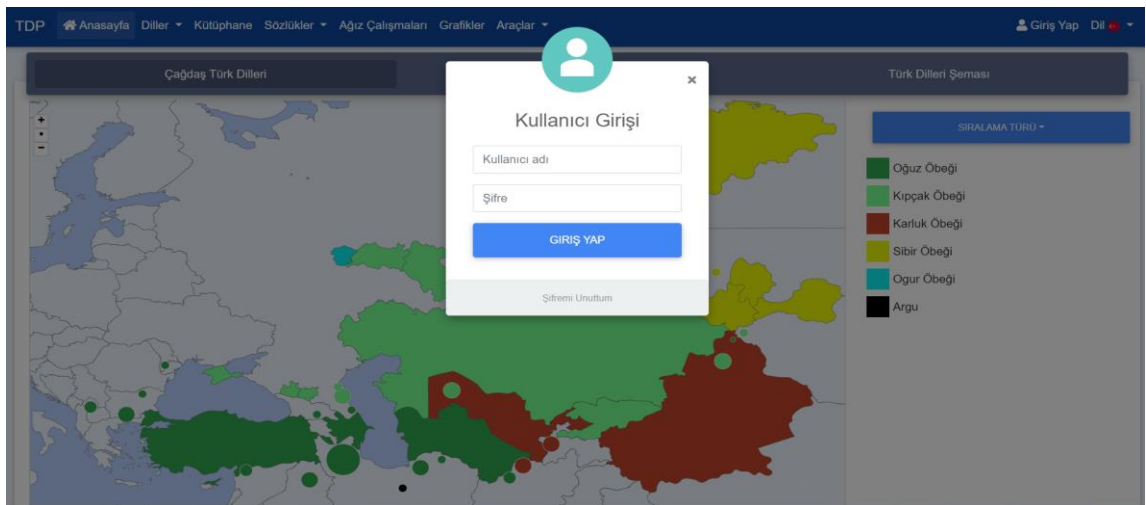 TDP Anasayfa Diller Kütüphane Sözlükler Ağız Çalışmaları Grafikler Araçlar Giriş Yap Dil
Çağdaş Türk Dilleri
Türk Dilleri Şeması
×
Kullanıcı Girişi
Kullanıcı adı
Şifre
GIRIŞ YAP
Şifremi Unuttum
+
-
SIRALAMA TÜRÜ
Oğuz Öbeği
Kıpçak Öbeği
Karluk Öbeği
Sibir Öbeği
Ogur Öbeği
Argu